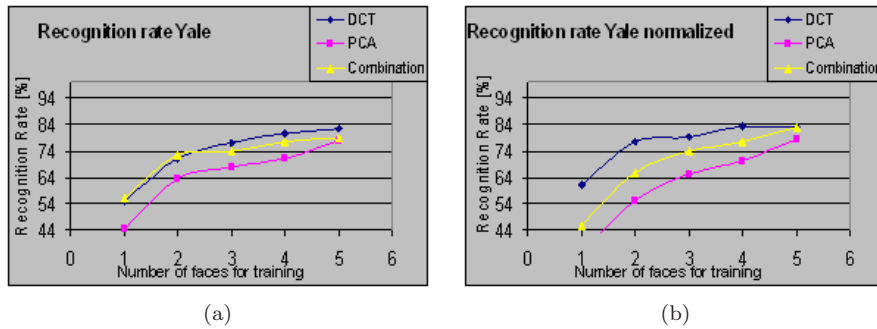 Recognition rate Yale
DCT
PCA
Combination
Recognition Rate [%]
94
84
74
64
54
44
0 1 2 3 4 5 6
Number of faces for training
(a)
Recognition rate Yale normalized
DCT
PCA
Combination
Recognition Rate [%]
94
84
74
64
54
44
0 1 2 3 4 5 6
Number of faces for training
(b)